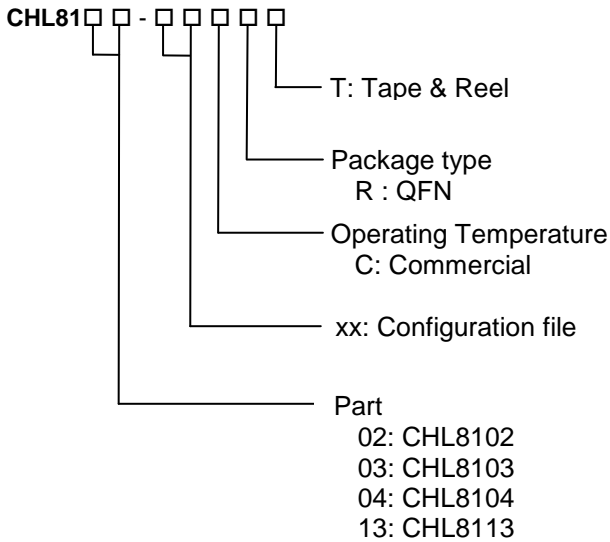 CHL81□ □ - □ □ □ □ □
T: Tape & Reel
Package type
R : QFN
Operating Temperature
C: Commercial
xx: Configuration file
Part
02: CHL8102
03: CHL8103
04: CHL8104
13: CHL8113